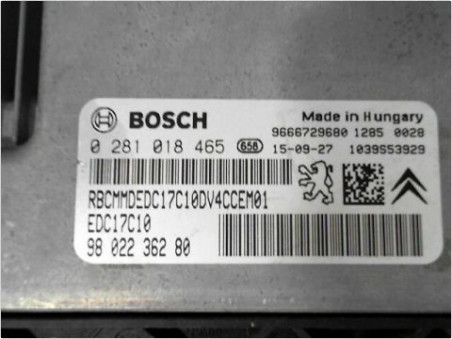 BOSCH
Made in Hungary
9666729680 1285 0028
0 281 018 465 658 15-09-27 1039S53929
RBCMMDEDC17C10DV4CCEM01
EDC17C10
98 022 362 80